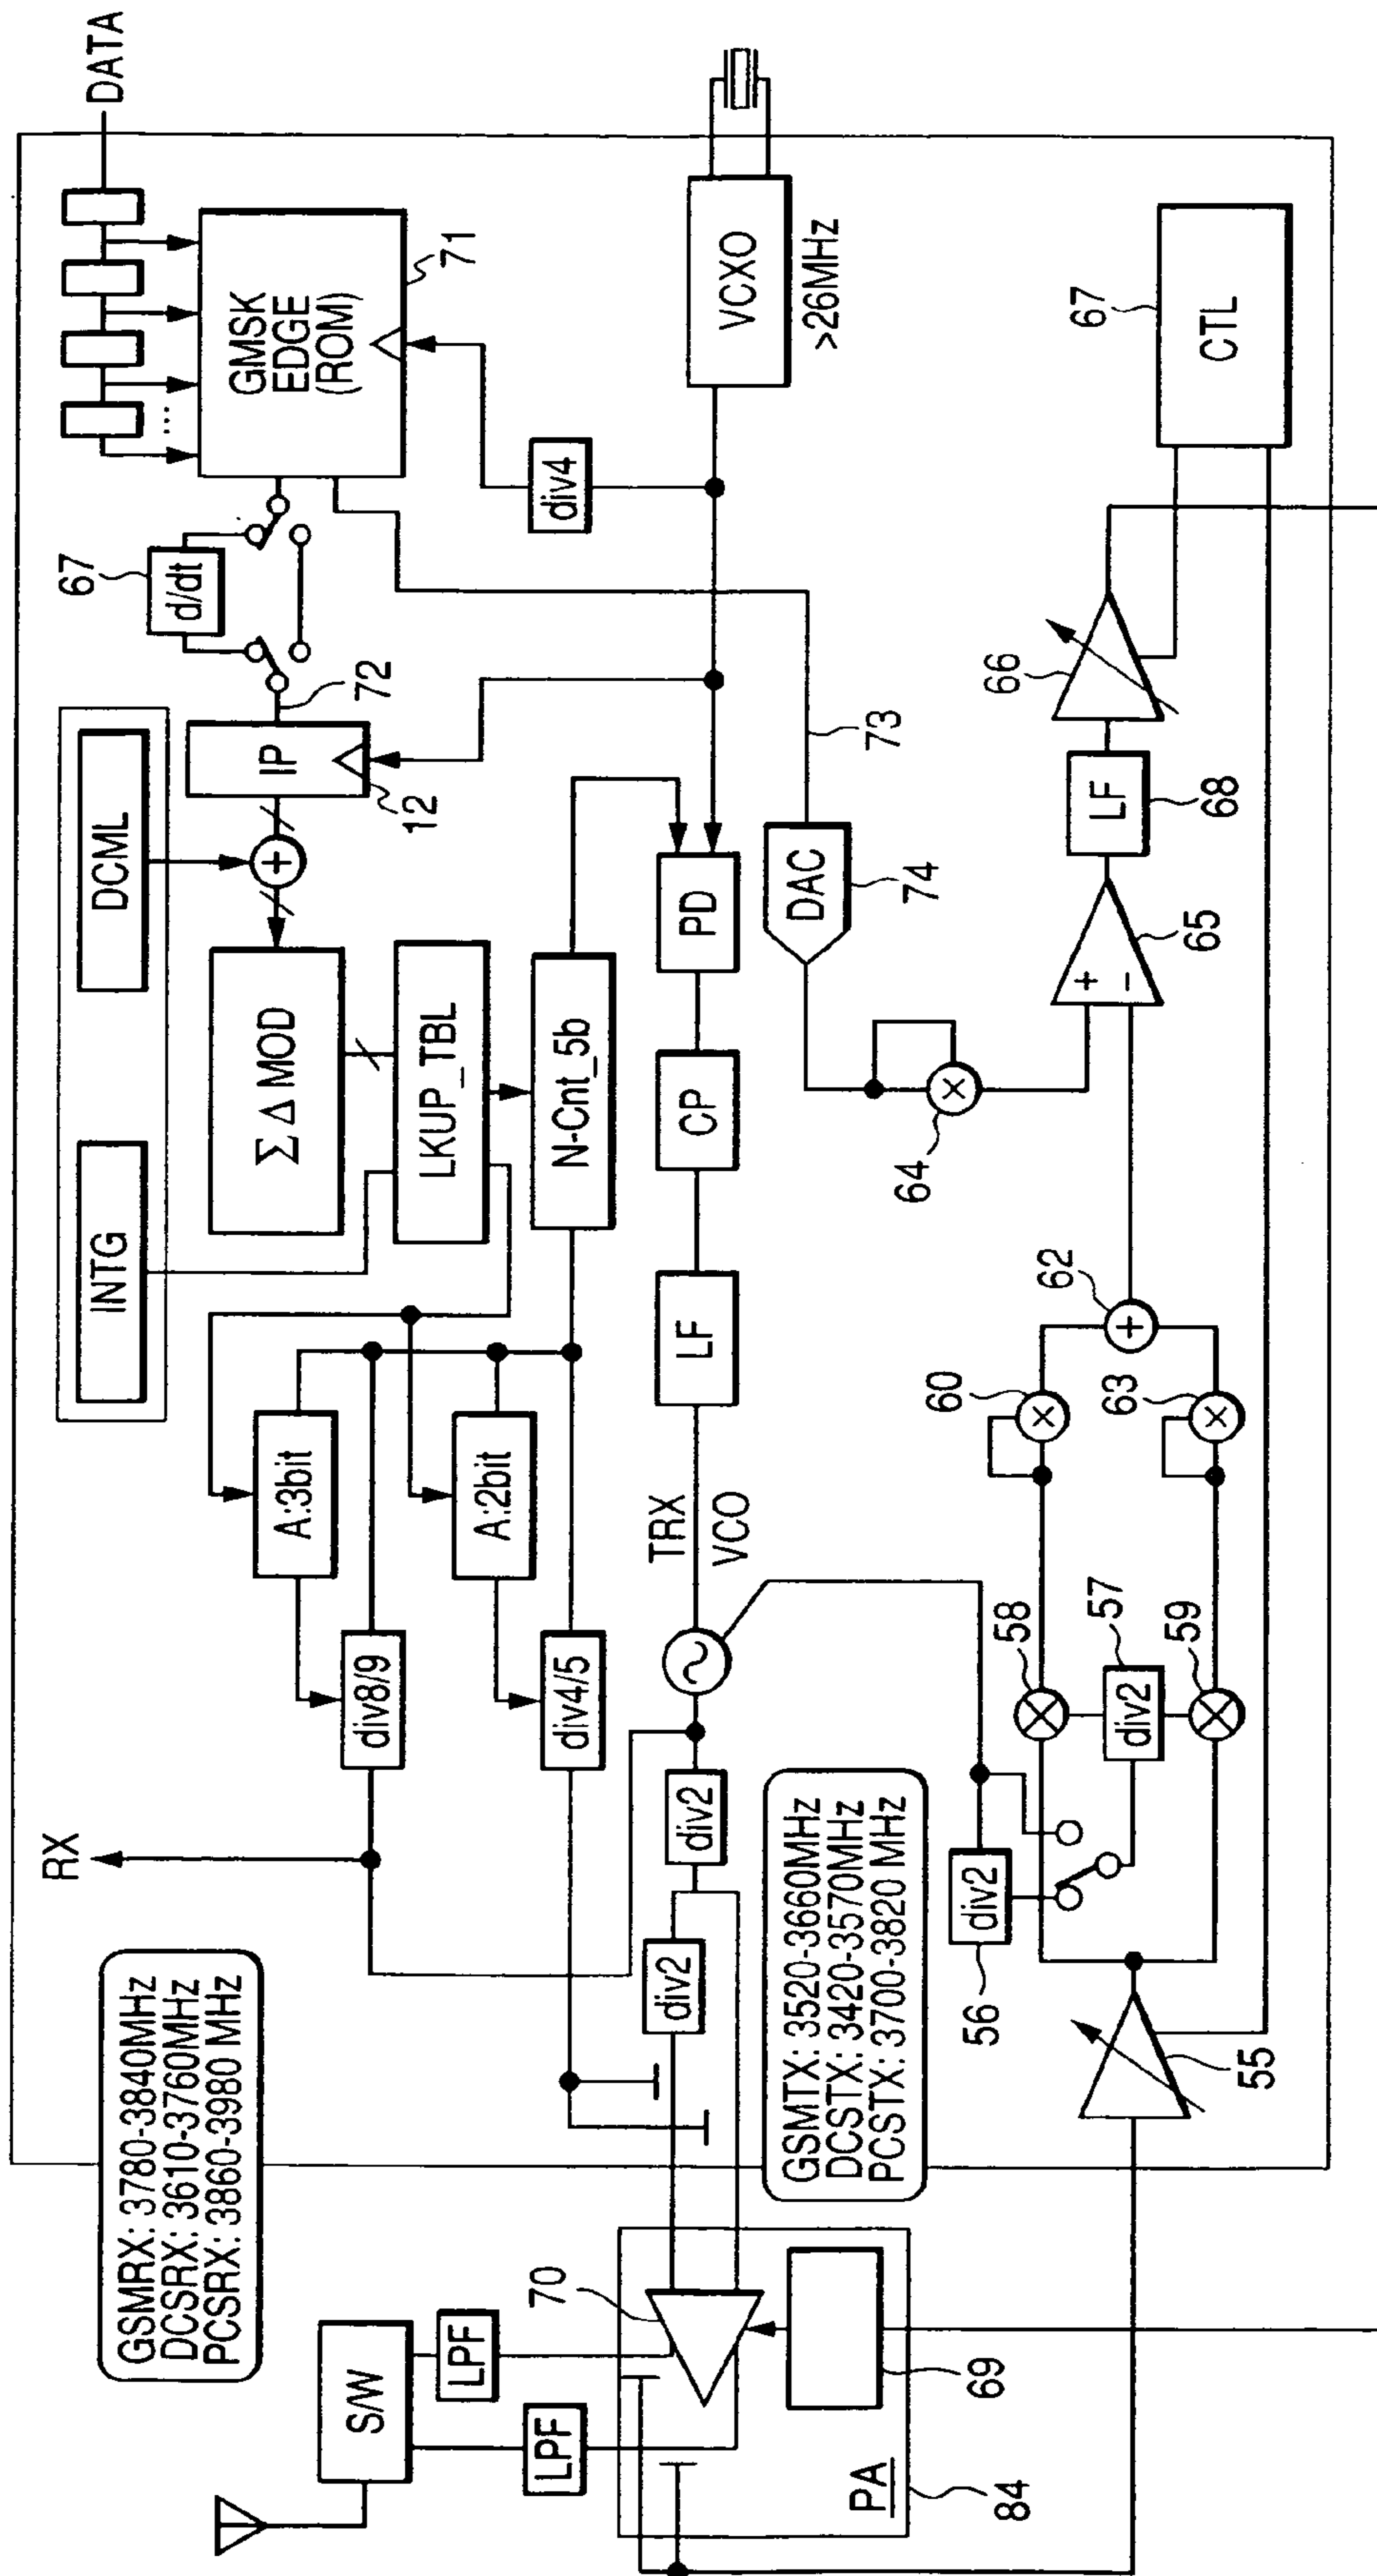 GSMRX: 3780-3840MHz
DCSRX: 3610-3760MHz
PCSRX: 3860-3980 MHz
RX
INTG
DCML
DATA
A:3bit
div8/9
A:2bit
div4/5
Σ Δ MOD
LKUP_TBL
N-Cnt_5b
+
IP
12
72
67
d/dt
...
GMSK
EDGE
(ROM)
71
div4
S/W
LPF
LPF
70
div2
div2
TRX
VCO
LF
CP
PD
VCXO
>26MHz
PA
84
69
GSMTX: 3520-3660MHz
DCSTX: 3420-3570MHz
PCSTX: 3700-3820 MHz
DAC
74
73
64
div2
56
55
58
div2
57
59
60
63
+
62
+
-
65
LF
68
66
CTL
67